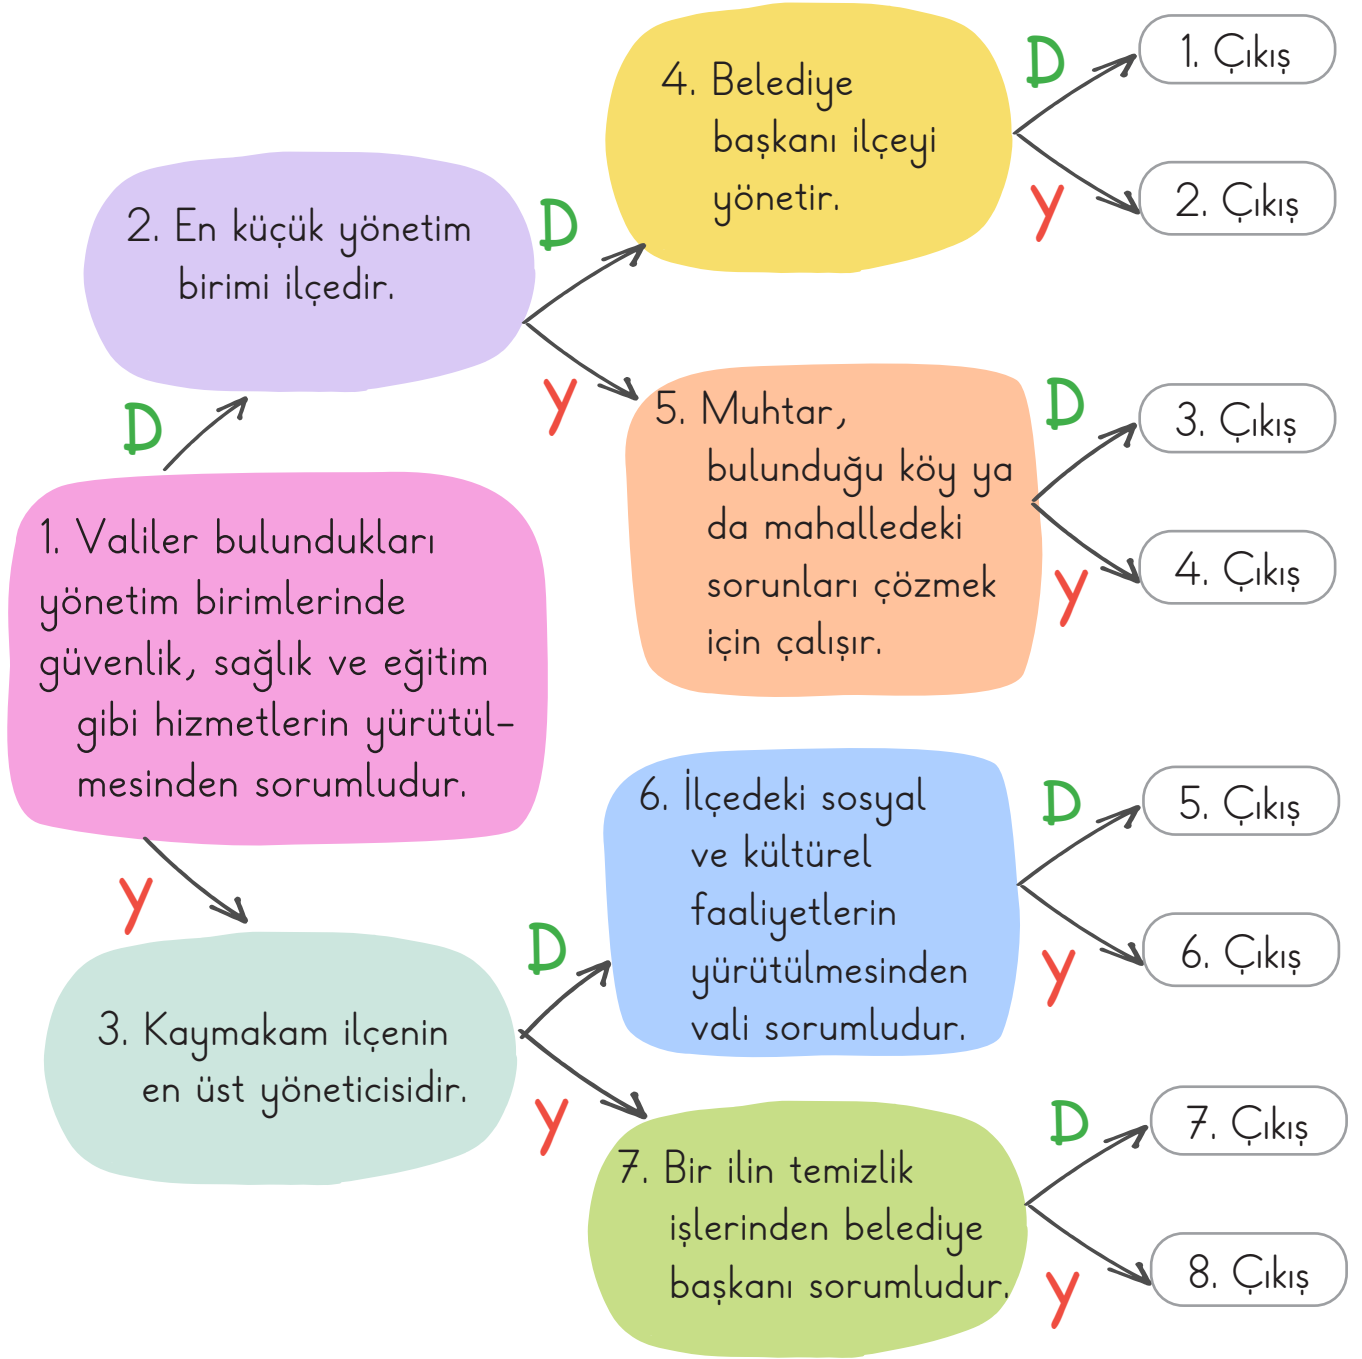 1. Valiler bulundukları
yönetim birimlerinde
güvenlik, sağlık ve eğitim
gibi hizmetlerin yürütül-
mesinden sorumludur.
D
Y
2. En küçük yönetim
birimi ilçedir.
D
Y
3. Kaymakam ilçenin
en üst yöneticisidir.
D
Y
4. Belediye
başkanı ilçeyi
yönetir.
D
Y
5. Muhtar,
bulunduğu köy ya
da mahalledeki
sorunları çözmek
için çalışır.
D
Y
6. İlçedeki sosyal
ve kültürel
faaliyetlerin
yürütülmesinden
vali sorumludur.
D
Y
7. Bir ilin temizlik
işlerinden belediye
başkanı sorumludur.
D
Y
1. Çıkış
2. Çıkış
3. Çıkış
4. Çıkış
5. Çıkış
6. Çıkış
7. Çıkış
8. Çıkış